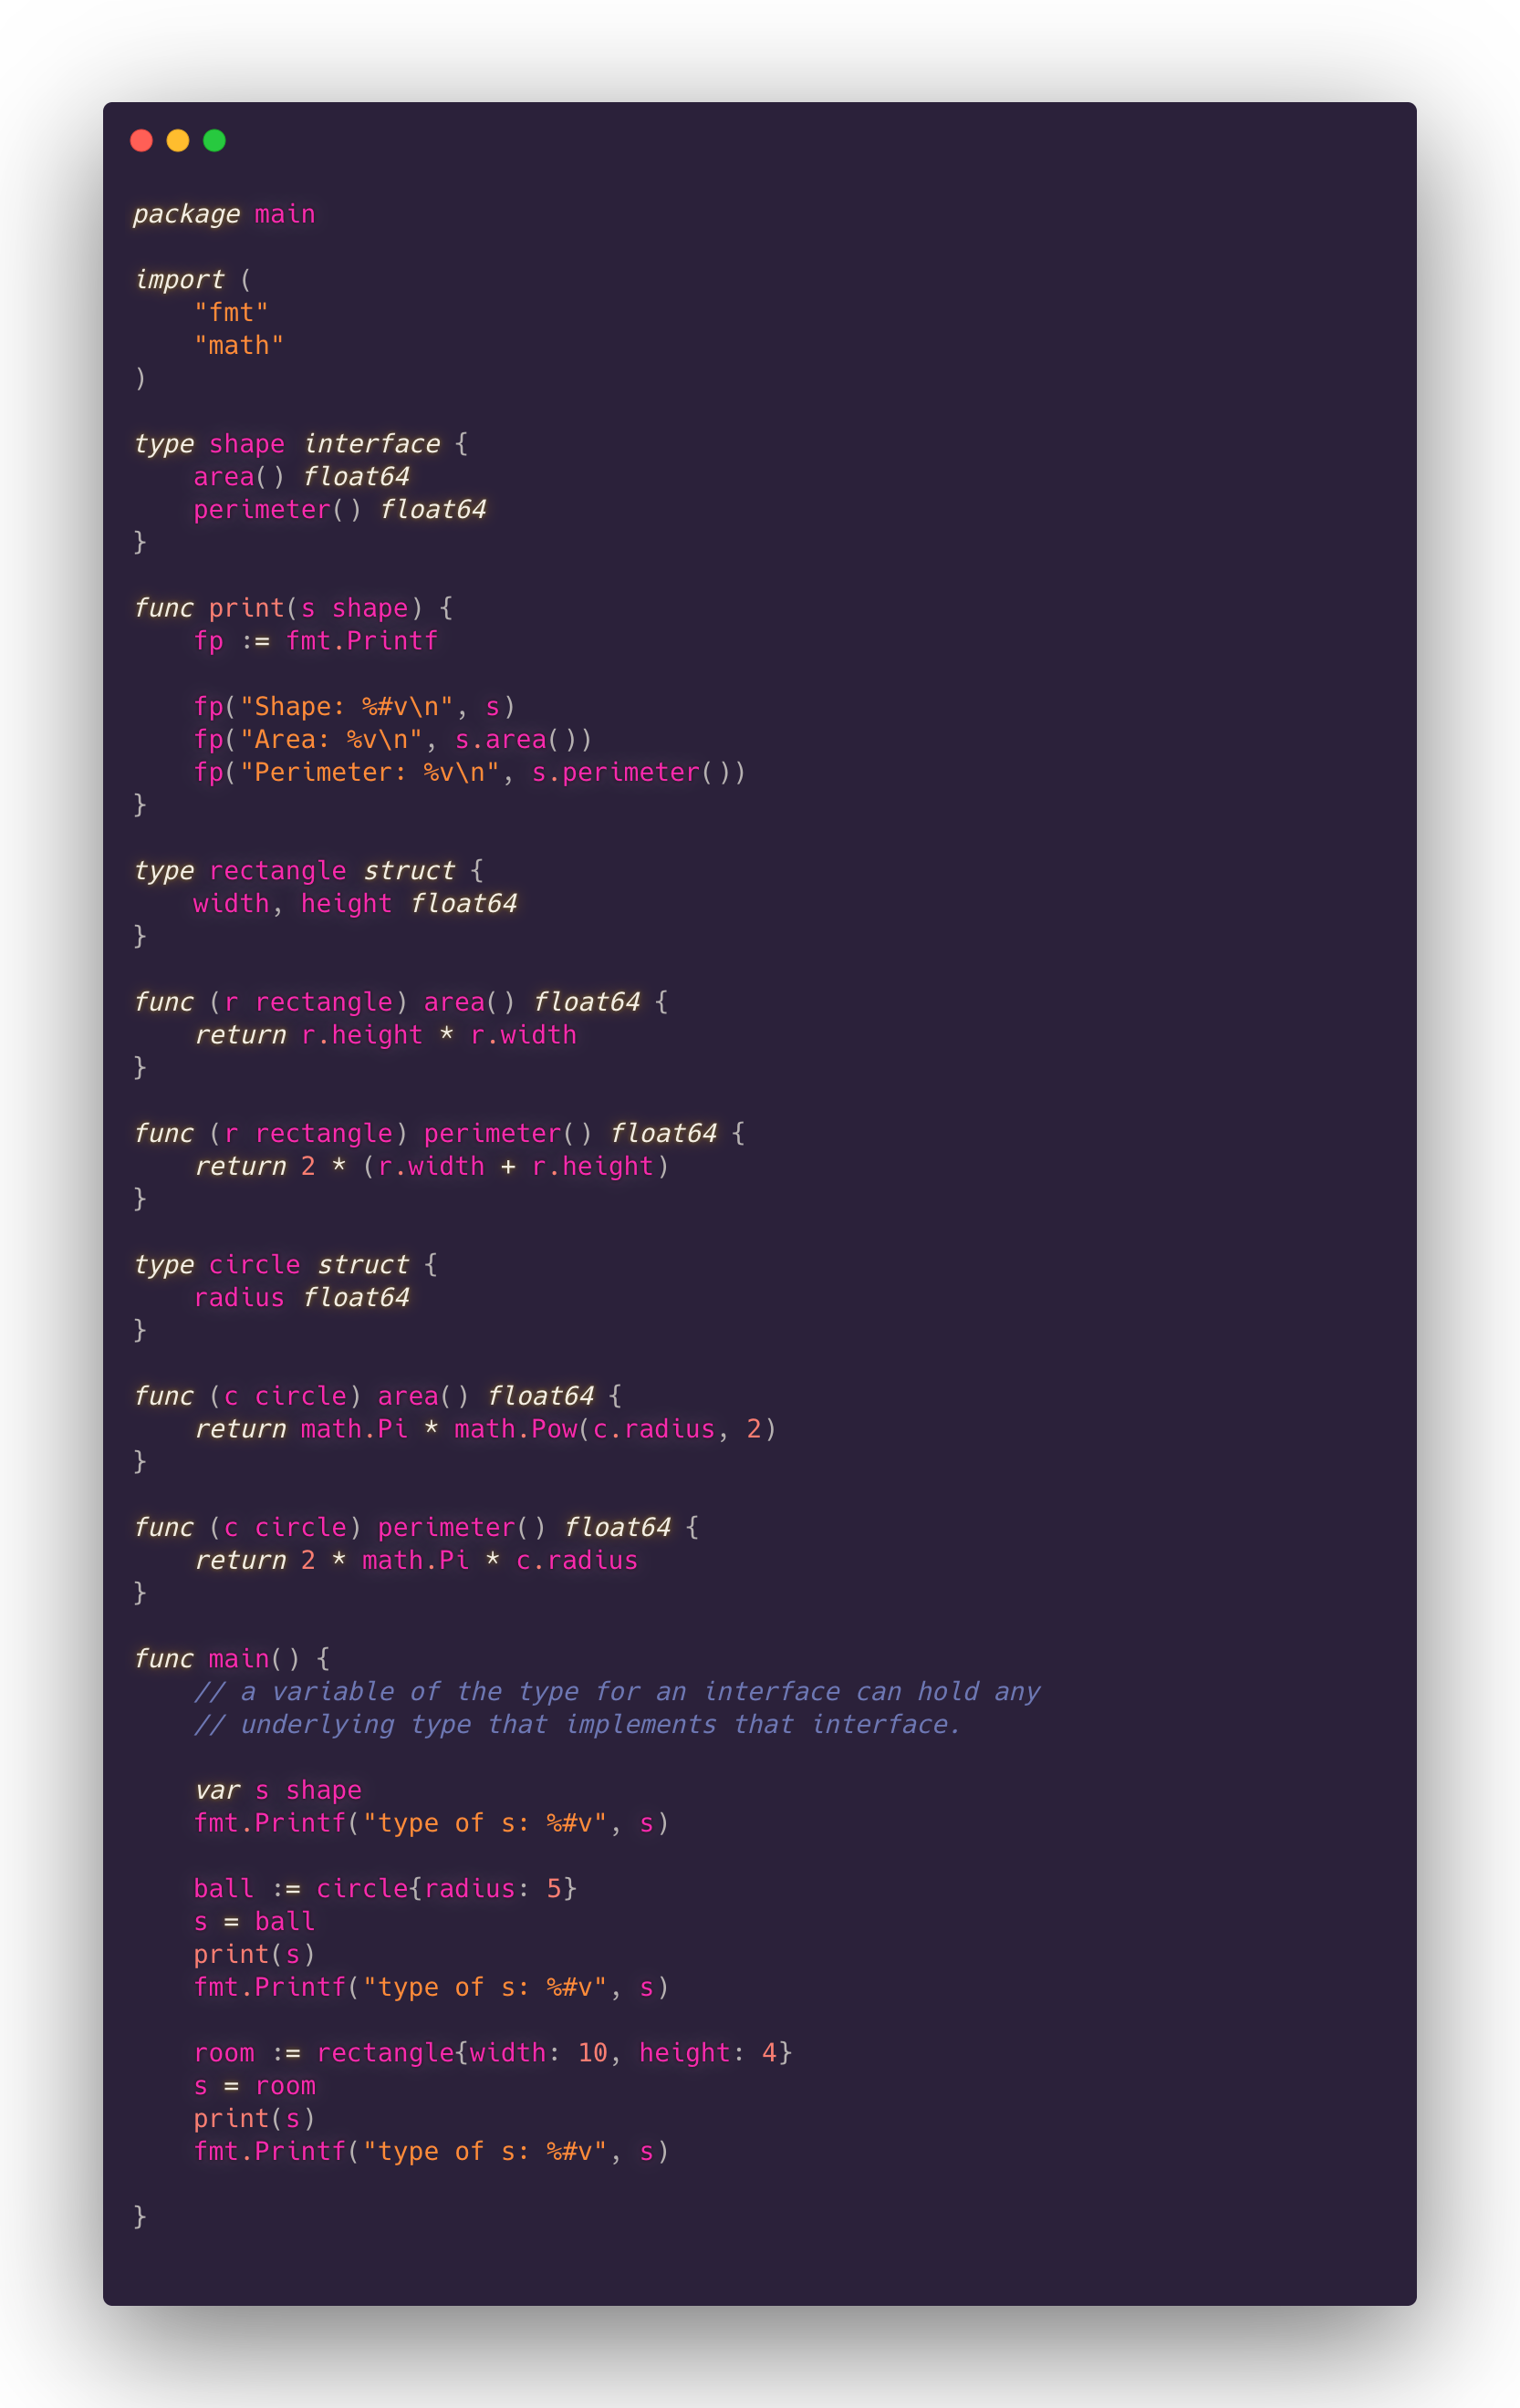 package main

import (
    "fmt"
    "math"
)

type shape interface {
    area() float64
    perimeter() float64
}

func print(s shape) {
    fp := fmt.Printf

    fp("Shape: %#v\n", s)
    fp("Area: %v\n", s.area())
    fp("Perimeter: %v\n", s.perimeter())
}

type rectangle struct {
    width, height float64
}

func (r rectangle) area() float64 {
    return r.height * r.width
}

func (r rectangle) perimeter() float64 {
    return 2 * (r.width + r.height)
}

type circle struct {
    radius float64
}

func (c circle) area() float64 {
    return math.Pi * math.Pow(c.radius, 2)
}

func (c circle) perimeter() float64 {
    return 2 * math.Pi * c.radius
}

func main() {
    // a variable of the type for an interface can hold any
    // underlying type that implements that interface.

    var s shape
    fmt.Printf("type of s: %#v", s)

    ball := circle{radius: 5}
    s = ball
    print(s)
    fmt.Printf("type of s: %#v", s)

    room := rectangle{width: 10, height: 4}
    s = room
    print(s)
    fmt.Printf("type of s: %#v", s)

}